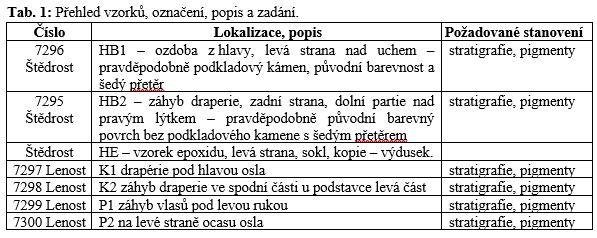 Tab. 1: Přehled vzorků, označení, popis a zadání.
Číslo Lokalizace, popis Požadované stanovení
7296 HB1 – ozdoba z hlavy, levá strana nad uchem – stratigrafie, pigmenty
Štědrost pravděpodobně podkladový kámen, původní barevnost a
šedý přetěr
7295 HB2 – záhyb draperie, zadní strana, dolní partie nad stratigrafie, pigmenty
Štědrost pravým lýtkem – pravděpodobně původní barevný
povrch bez podkladového kamene s šedým přetěrem
Štědrost HE – vzorek epoxidu, levá strana, sokl, kopie – výdusek.
7297 Lenost K1 drapérie pod hlavou osla stratigrafie, pigmenty
7298 Lenost K2 záhyb draperie ve spodní části u podstavce levá část stratigrafie, pigmenty
7299 Lenost P1 záhyb vlasů pod levou rukou stratigrafie, pigmenty
7300 Lenost P2 na levé straně ocasu osla stratigrafie, pigmenty